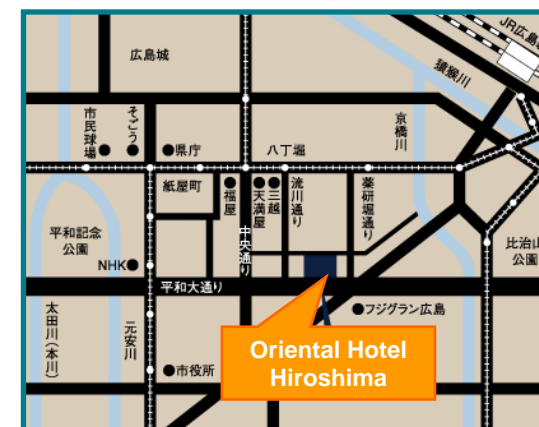 JR広島
広島城
猿猴川
市民球場
そごう
県庁
八丁堀
京橋川
紙屋町
福屋
天満屋
三越
流川通り
薬研堀通り
平和記念
公園
中央通り
比治山
公園
NHK
平和大通り
太田川(本川)
元安川
フジグラン広島
市役所
Oriental Hotel
Hiroshima